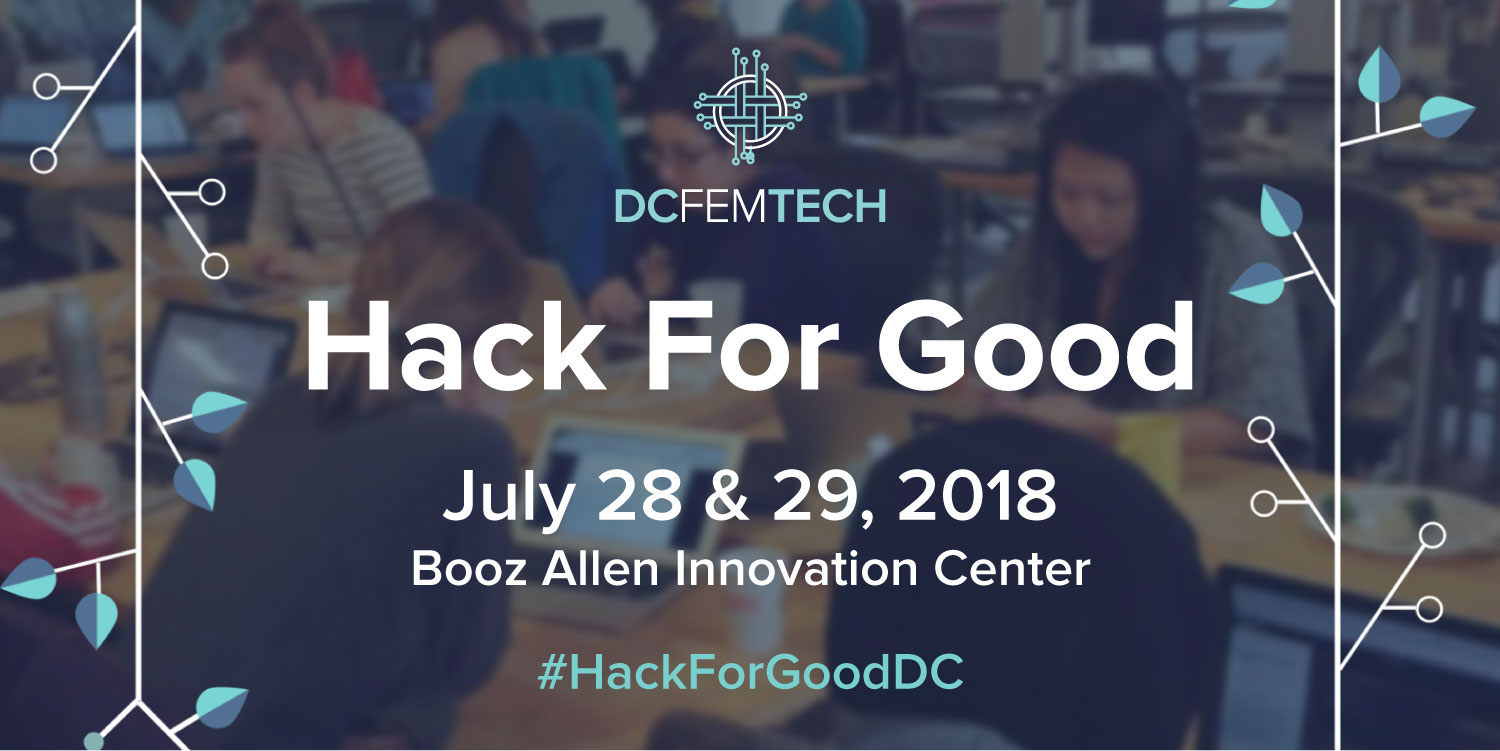 DCFEMTECH
Hack For Good
July 28 & 29, 2018
Booz Allen Innovation Center
#HackForGoodDC